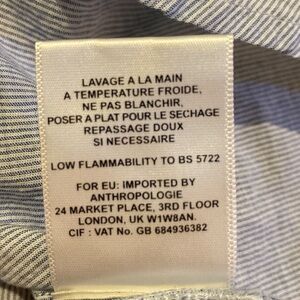 LAVAGE A LA MAIN
A TEMPERATURE FROIDE,
NE PAS BLANCHIR,
POSER A PLAT POUR LE SECHAGE
REPASSAGE DOUX
SI NECESSAIRE
LOW FLAMMABILITY TO BS 5722
FOR EU: IMPORTED BY
ANTHROPOLOGIE
24 MARKET PLACE, 3RD FLOOR
LONDON, UK W1W8AN.
CIF : VAT No. GB 684936382